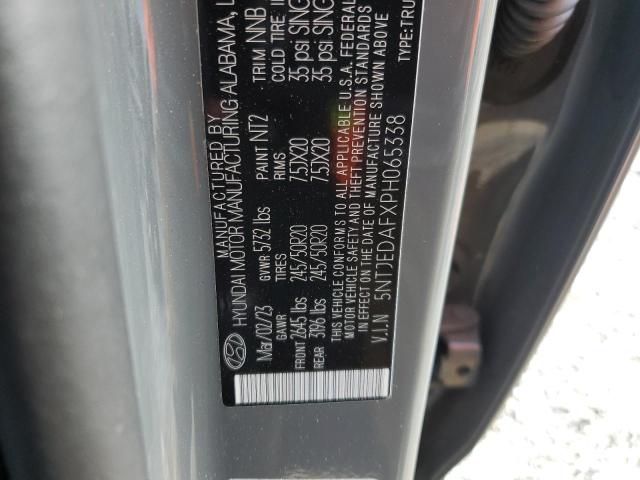 MANUFACTURED BY
HYUNDAI MOTOR MANUFACTURING ALABAMA, L
Mar/02/23 GVWR 5732 lbs PAINT NT2 TRIM NNB
GAWR TIRES RIMS COLD TIRE
FRONT 2645 lbs 245/50R20 7.5JX20 35 psi SING
REAR 3196 lbs 245/50R20 7.5JX20 35 psi SING
THIS VEHICLE CONFORMS TO ALL APPLICABLE U.S.A. FEDERAL
MOTOR VEHICLE SAFETY AND THEFT PREVENTION STANDARDS
IN EFFECT ON THE DATE OF MANUFACTURE SHOWN ABOVE
V.I.N 5NTJEDAFXPH065338 TYPE:TRU